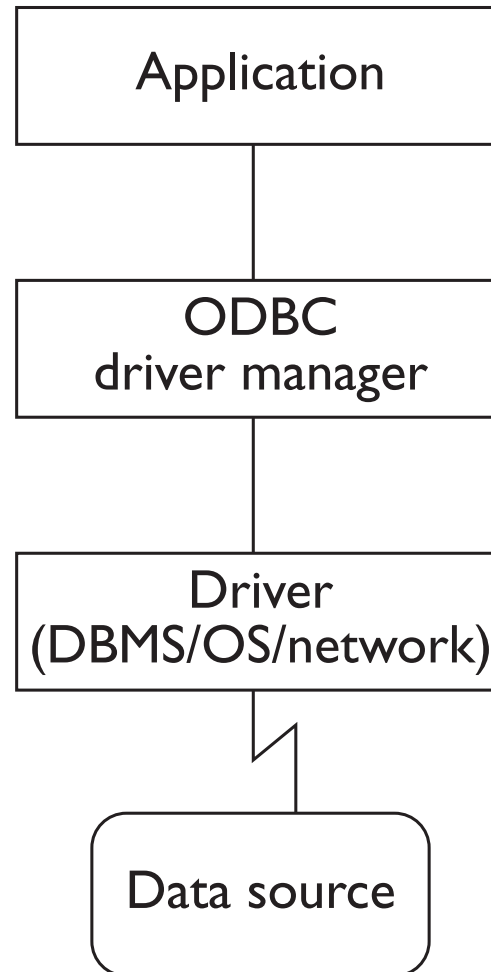 Application
ODBC
driver manager
Driver
(DBMS/OS/network)
Data source